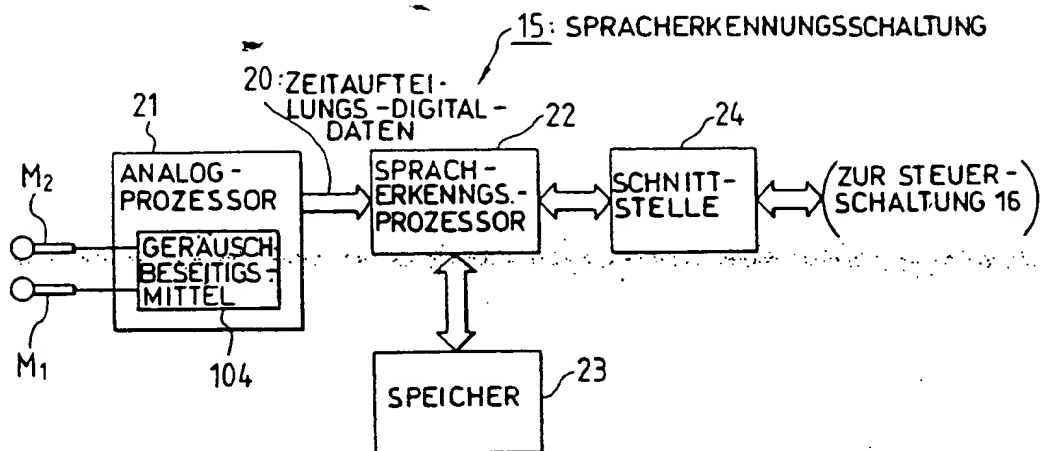 15: SPRACHERKENNUNGSSCHALTUNG
20: ZEITAUFTEI-
LUNGS-DIGITAL-
DATEN
21
22
24
M2
M1
ANALOG-
PROZESSOR
GERÄUSCH
BESEITIGS-
MITTEL
104
SPRACH-
ERKENNGS.-
PROZESSOR
SCHNITT-
STELLE
(ZUR STEUER-
SCHALTUNG 16)
SPEICHER
23